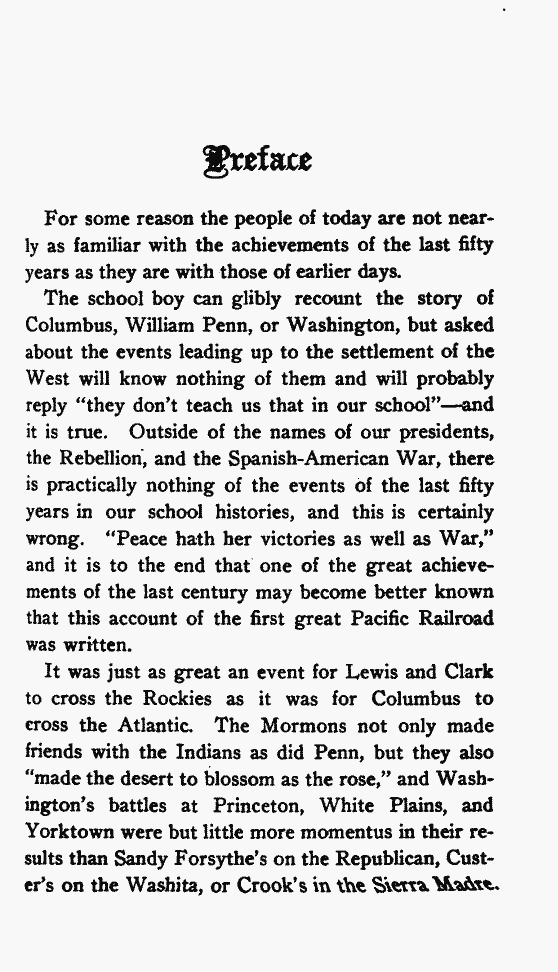 Preface
For some reason the people of today are not near-
ly as familiar with the achievements of the last fifty
years as they are with those of earlier days.
The school boy can glibly recount the story of
Columbus, William Penn, or Washington, but asked
about the events leading up to the settlement of the
West will know nothing of them and will probably
reply "they don't teach us that in our school"—and
it is true. Outside of the names of our presidents,
the Rebellion, and the Spanish-American War, there
is practically nothing of the events of the last fifty
years in our school histories, and this is certainly
wrong. "Peace hath her victories as well as War,"
and it is to the end that one of the great achieve-
ments of the last century may become better known
that this account of the first great Pacific Railroad
was written.
It was just as great an event for Lewis and Clark
to cross the Rockies as it was for Columbus to
cross the Atlantic. The Mormons not only made
friends with the Indians as did Penn, but they also
"made the desert to blossom as the rose," and Wash-
ington's battles at Princeton, White Plains, and
Yorktown were but little more momentus in their re-
sults than Sandy Forsythe's on the Republican, Cust-
er's on the Washita, or Crook's in the Sierra Madre.